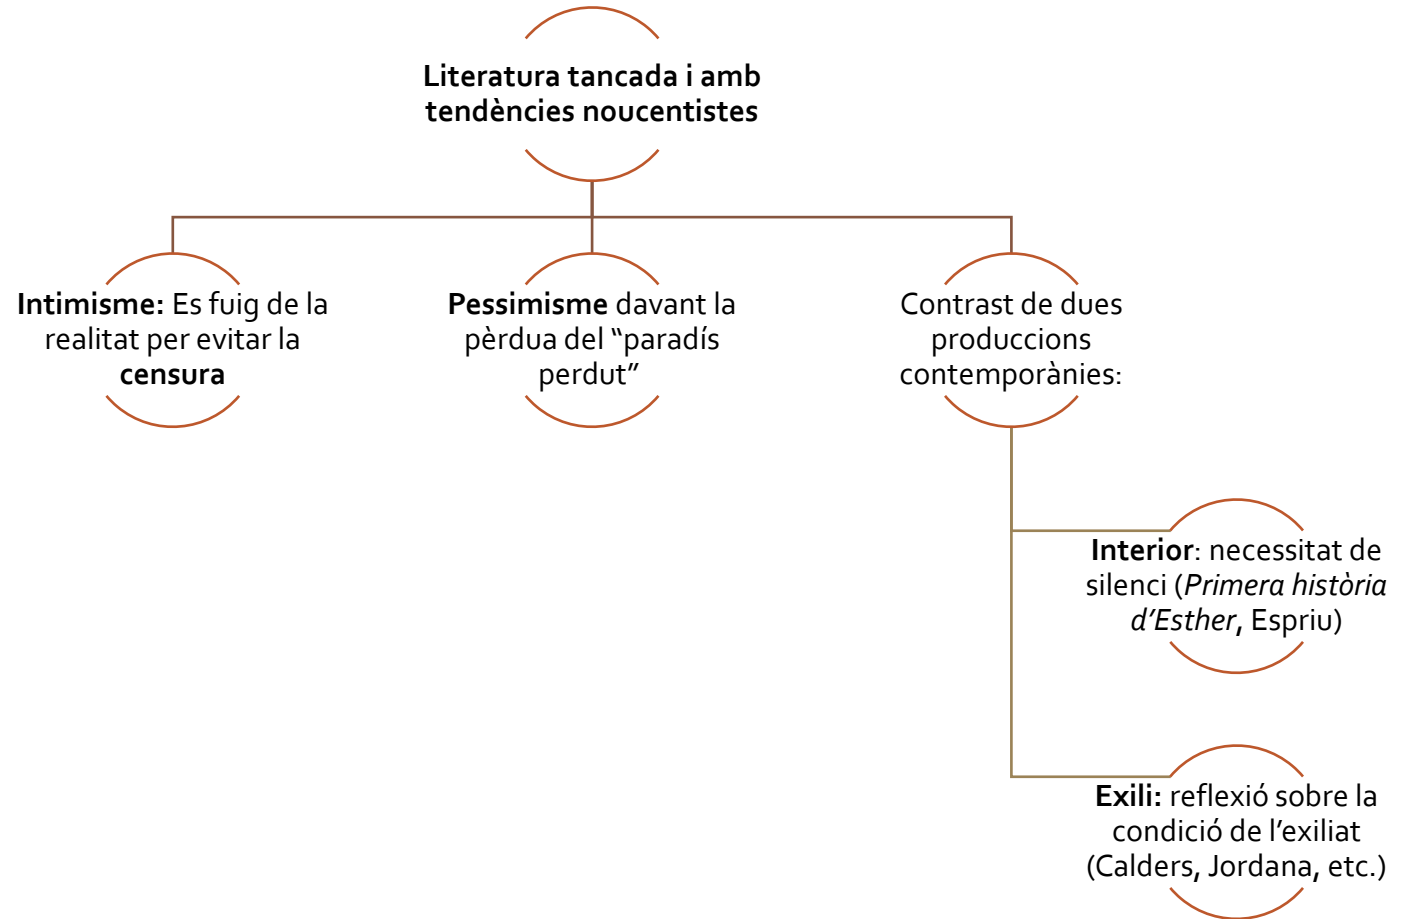 Literatura tancada i amb
tendències noucentistes
Intimisme: Es fuig de la
realitat per evitar la
censura
Pessimisme davant la
pèrdua del “paradís
perdut”
Contrast de dues
produccions
contemporànies:
Interior: necessitat de
silenci (Primera història
d’Esther, Espriu)
Exili: reflexió sobre la
condició de l’exiliat
(Calders, Jordana, etc.)